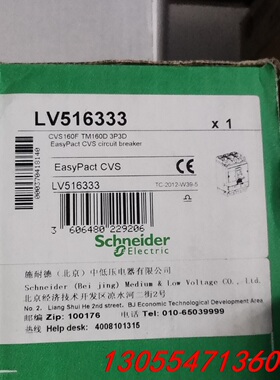 LV516333
x 1
CVS160F TM160D 3P3D
EasyPact CVS circuit breaker
EasyPact CVS
LV516333
TC-2012-W39-5
3 606480 229206
Schneider
Electric
施耐德（北京）中低压电器有限公司
Schneider (Bei jing) Medium & Low Voltage CO., Ltd.
北京经济技术开发区凉水河二街2号
No. 2, Liang Shui He 2nd street, BJ Economic Technological Development Area
邮编 Zip: 100176 电话 Tel: 010-65039999
热线 Help desk: 4008101315
13055471360